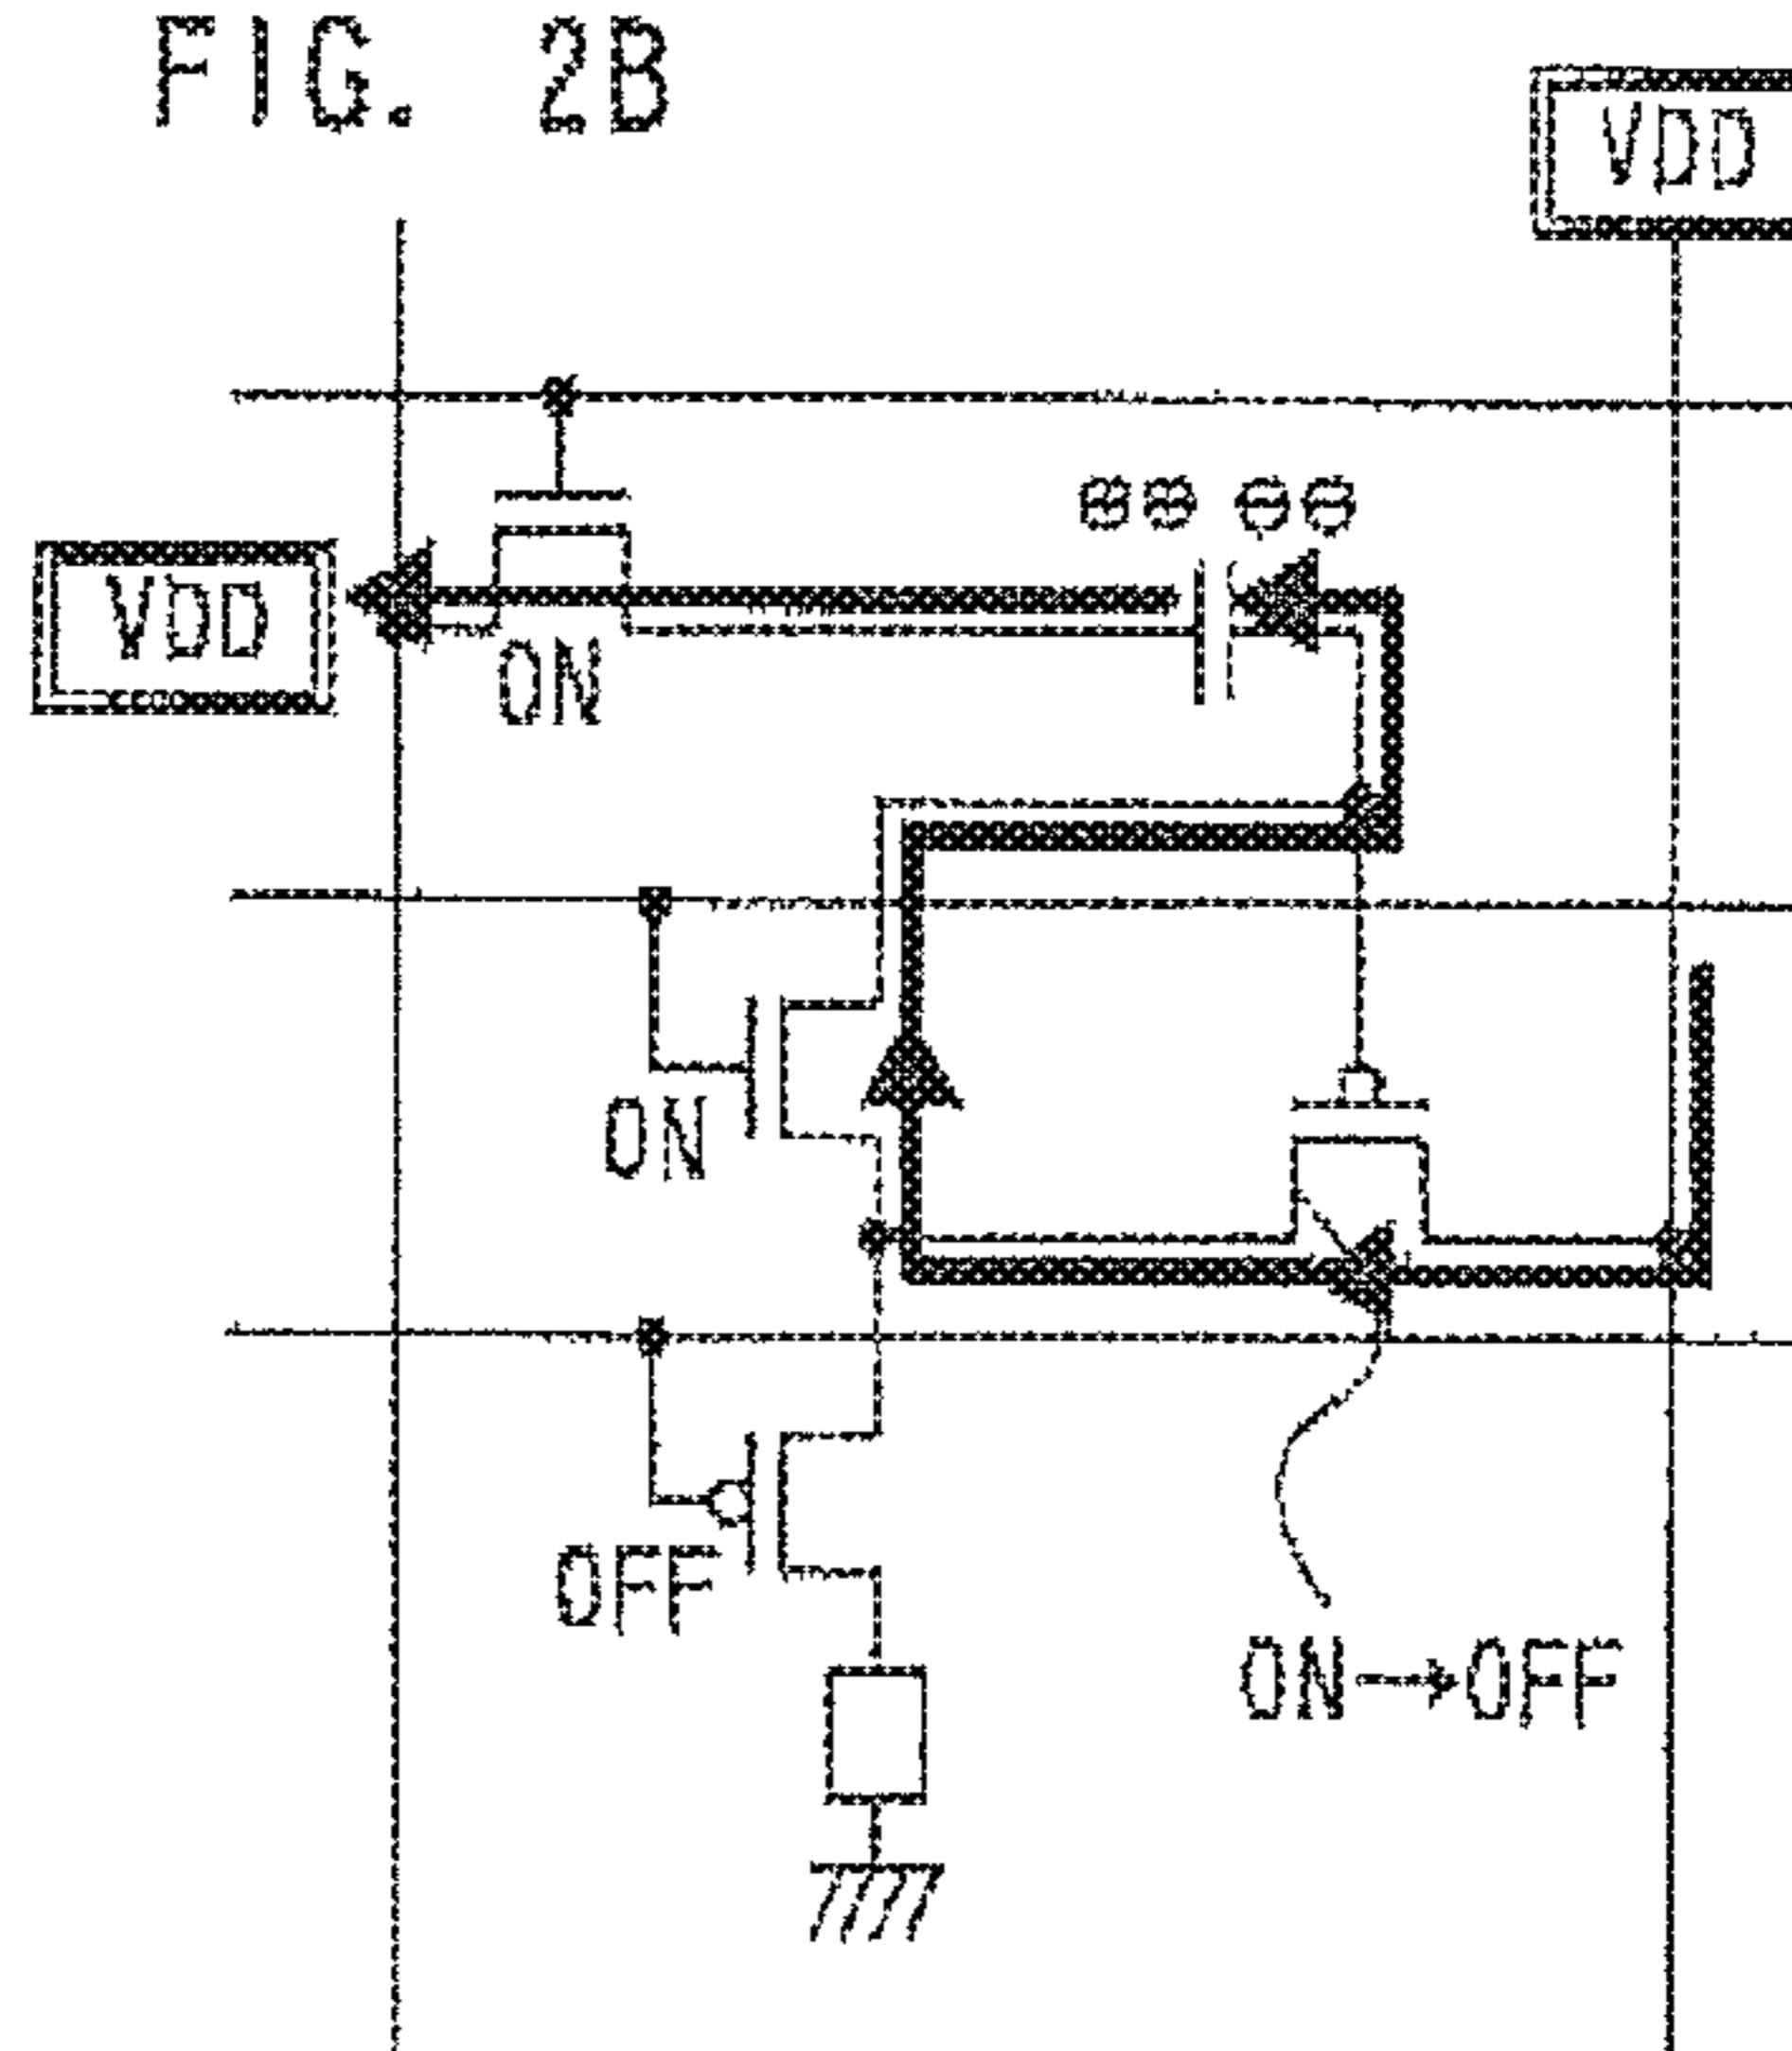 FIG. 2B
VDD
VDD
ON
ON
OFF
ON→OFF